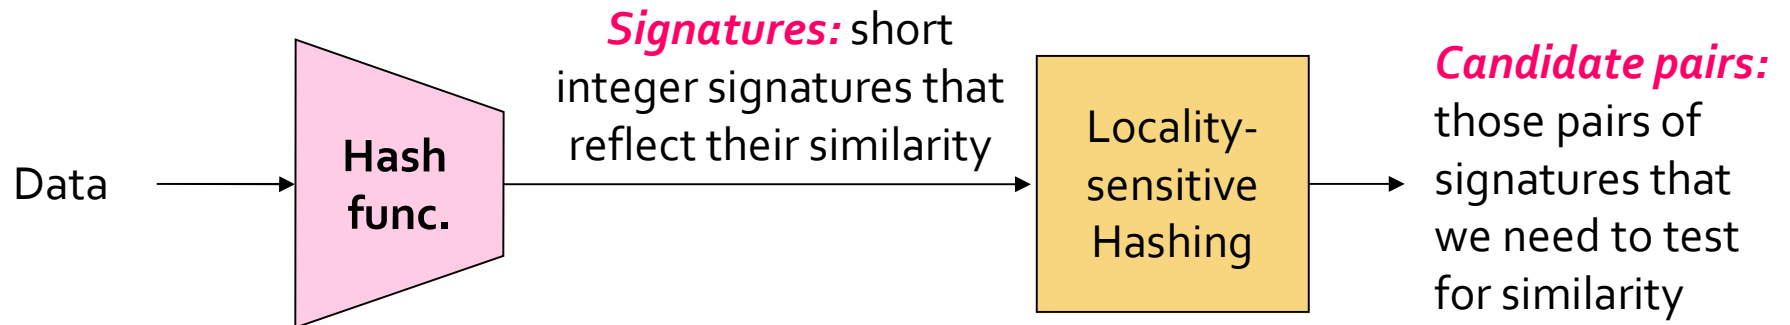 Data
Hash
func.
Signatures: short
integer signatures that
reflect their similarity
Locality-
sensitive
Hashing
Candidate pairs:
those pairs of
signatures that
we need to test
for similarity